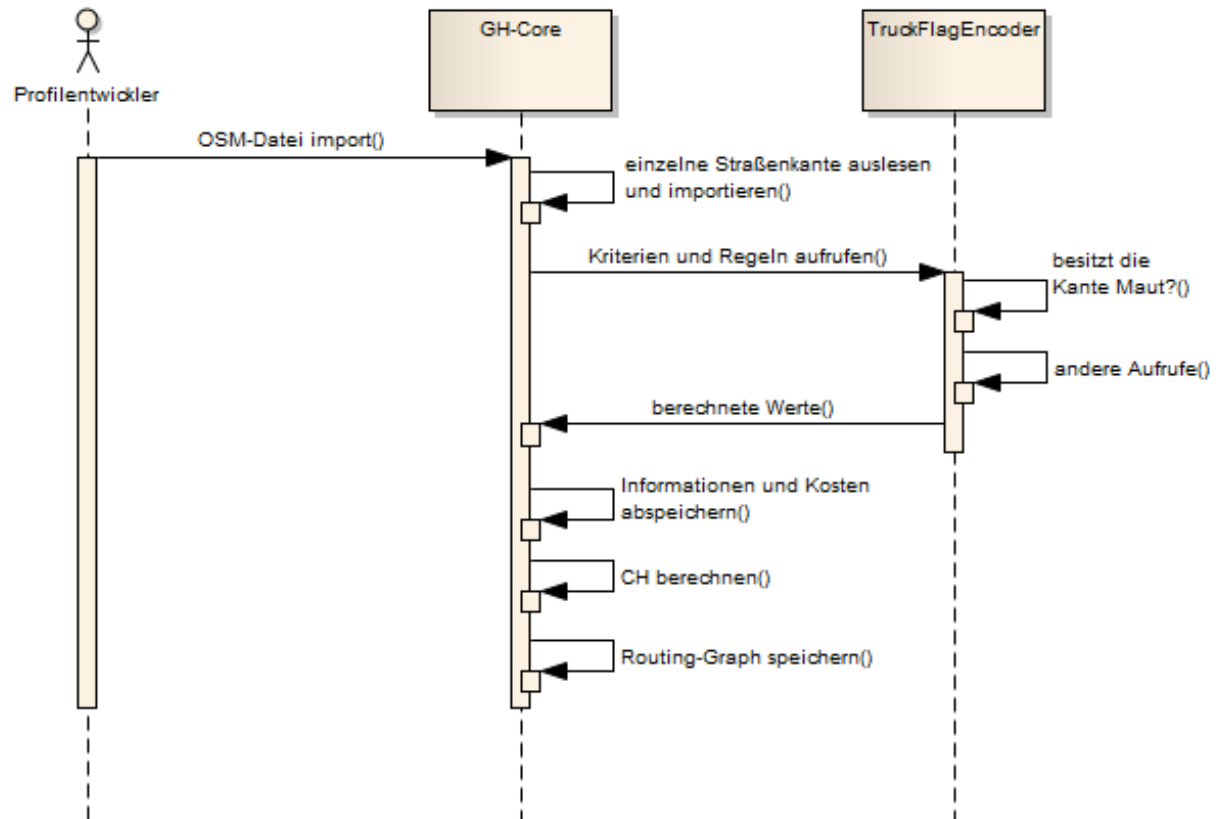 GH-Core
TruckFlagEncoder
Profilentwickler
OSM-Datei import()
einzelne Straßenkante auslesen
und importieren()
Kriterien und Regeln aufrufen()
besitzt die
Kante Maut?()
andere Aufrufe()
berechnete Werte()
Informationen und Kosten
abspeichern()
CH berechnen()
Routing-Graph speichern()